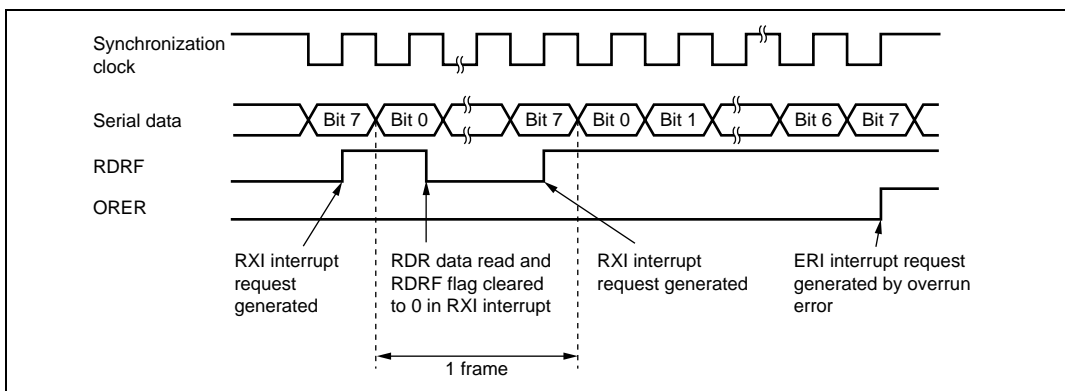 Synchronization
clock
Serial data
Bit 7
Bit 0
Bit 7
Bit 0
Bit 1
Bit 6
Bit 7
RDRF
ORER
RXI interrupt
request
generated
RDR data read and
RDRF flag cleared
to 0 in RXI interrupt
RXI interrupt
request generated
ERI interrupt request
generated by overrun
error
1 frame